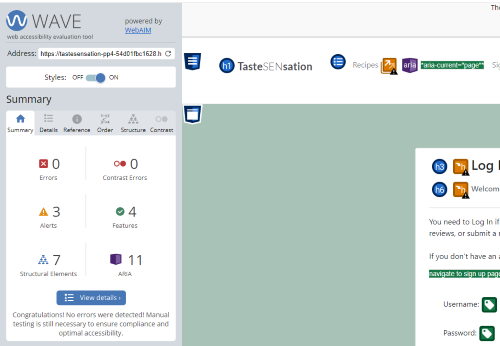 The
WAVE
web accessibility evaluation tool
powered by
WebAIM
Address: https://tastesensation-pp4-54d01fbc1628.h
Styles: OFF ON
Summary
Summary Details Reference Order Structure Contrast
0 Errors
0 Contrast Errors
3 Alerts
4 Features
7 Structural Elements
11 ARIA
View details ›
Congratulations! No errors were detected! Manual
testing is still necessary to ensure compliance and
optimal accessibility.
h1 TasteSENsation
Recipes h ARIA *aria-current="page"* Sig
h3 h Log I
h6 h Welcom
You need to Log In if
reviews, or submit a r
If you don't have an a
navigate to sign up page
Username:
Password: